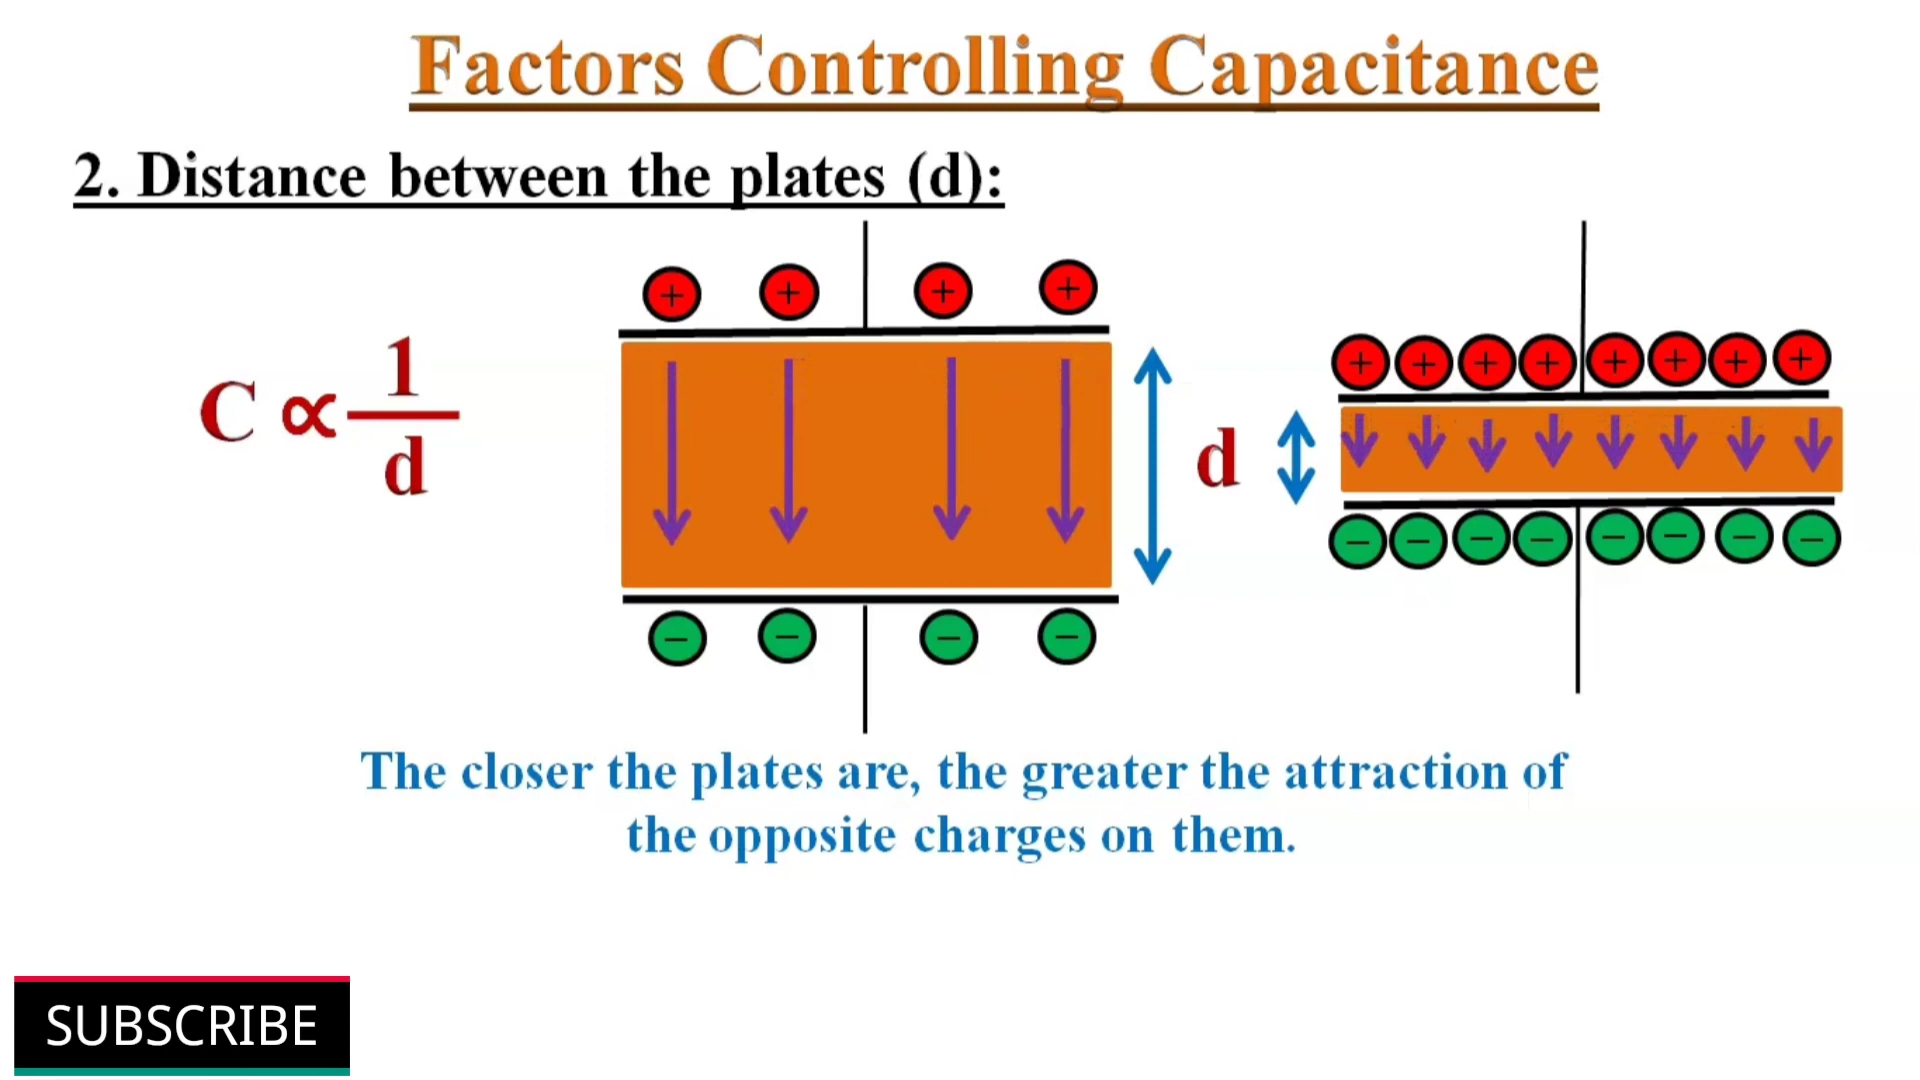 Factors Controlling Capacitance
2. Distance between the plates (d):
+ + + +
+ + + + + + + +
C ∝ 1/d
d
− − − − − − − −
− − − −
The closer the plates are, the greater the attraction of
the opposite charges on them.
SUBSCRIBE